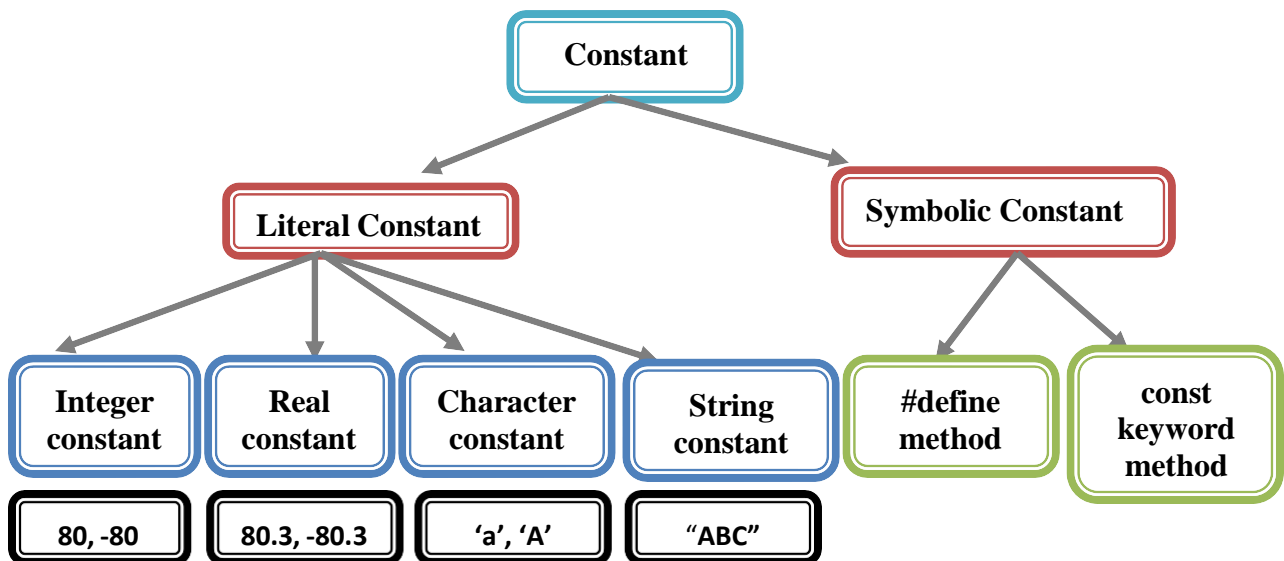 Constant
Literal Constant
Symbolic Constant
Integer
constant
Real
constant
Character
constant
String
constant
#define
method
const
keyword
method
80, -80
80.3, -80.3
‘a’, ‘A’
“ABC”